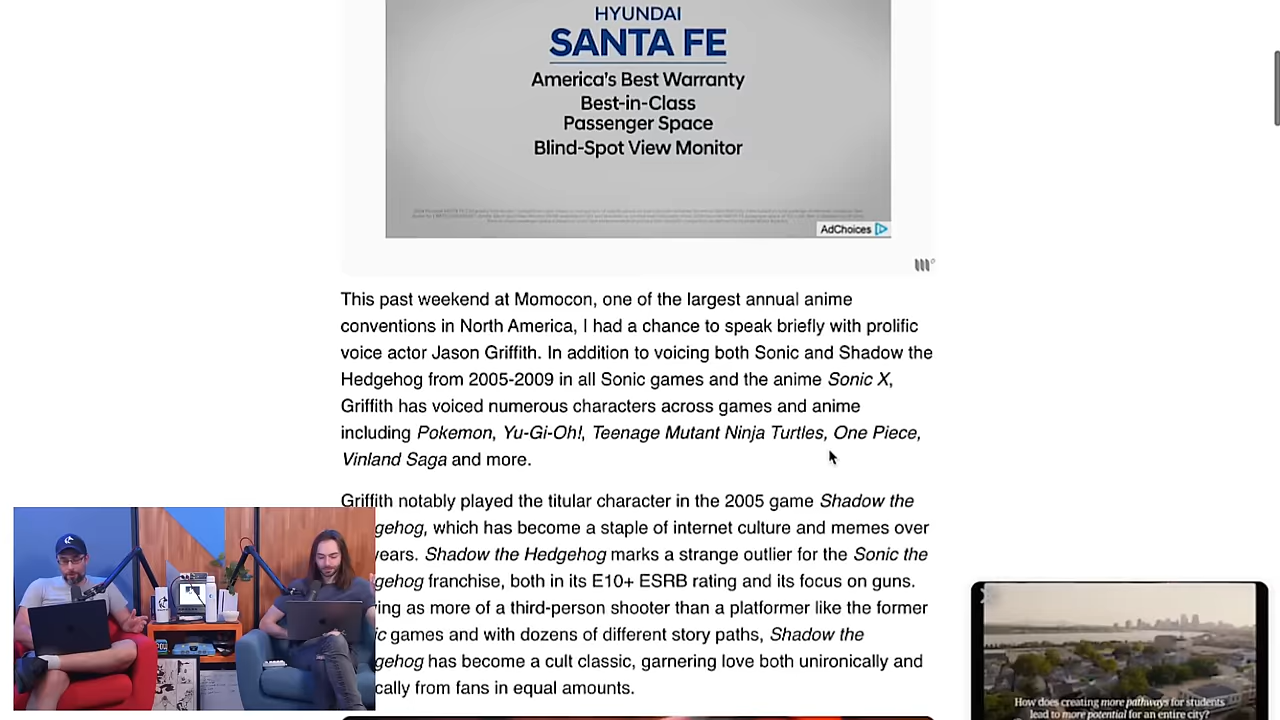 HYUNDAI
SANTA FE
America's Best Warranty
Best-in-Class
Passenger Space
Blind-Spot View Monitor
AdChoices
This past weekend at Momocon, one of the largest annual anime
conventions in North America, I had a chance to speak briefly with prolific
voice actor Jason Griffith. In addition to voicing both Sonic and Shadow the
Hedgehog from 2005-2009 in all Sonic games and the anime Sonic X,
Griffith has voiced numerous characters across games and anime
including Pokemon, Yu-Gi-Oh!, Teenage Mutant Ninja Turtles, One Piece,
Vinland Saga and more.
Griffith notably played the titular character in the 2005 game Shadow the
gehog, which has become a staple of internet culture and memes over
years. Shadow the Hedgehog marks a strange outlier for the Sonic the
gehog franchise, both in its E10+ ESRB rating and its focus on guns.
ing as more of a third-person shooter than a platformer like the former
ic games and with dozens of different story paths, Shadow the
gehog has become a cult classic, garnering love both unironically and
cally from fans in equal amounts.
How does creating more pathways for students
lead to more potential for an entire city?